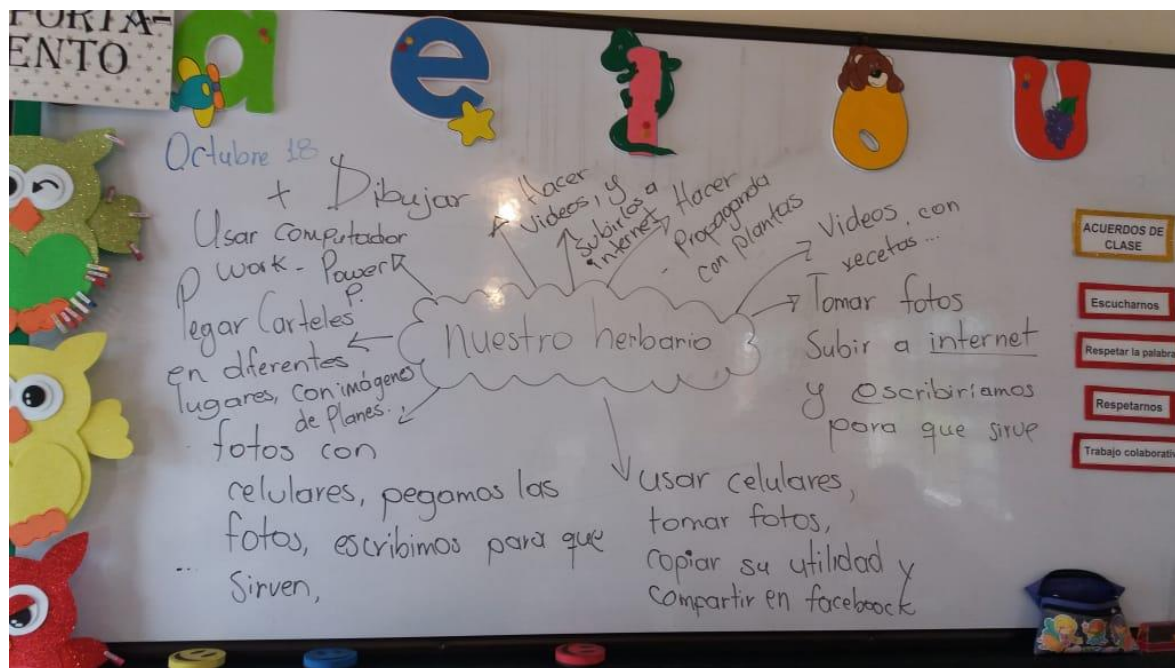 FORTA-
ENTO
a e I o u
Octubre 18
+ Dibujar
Usar computador
Work - Power
P.
Pegar Carteles
en diferentes
lugares, con imágenes
de Planes.
fotos con
celulares, pegamos las
fotos, escribimos para que
... sirven,
Hacer
videos, y
subirlos a
internet
Hacer
- Propaganda
con plantas
Videos, con
recetas...
nuestro herbario
Tomar fotos
Subir a internet
y escribiríamos
para que sirve
usar celulares,
tomar fotos,
copiar su utilidad y
compartir en faceboock
ACUERDOS DE
CLASE
Escucharnos
Respetar la palabra
Respetarnos
Trabajo colaborativ